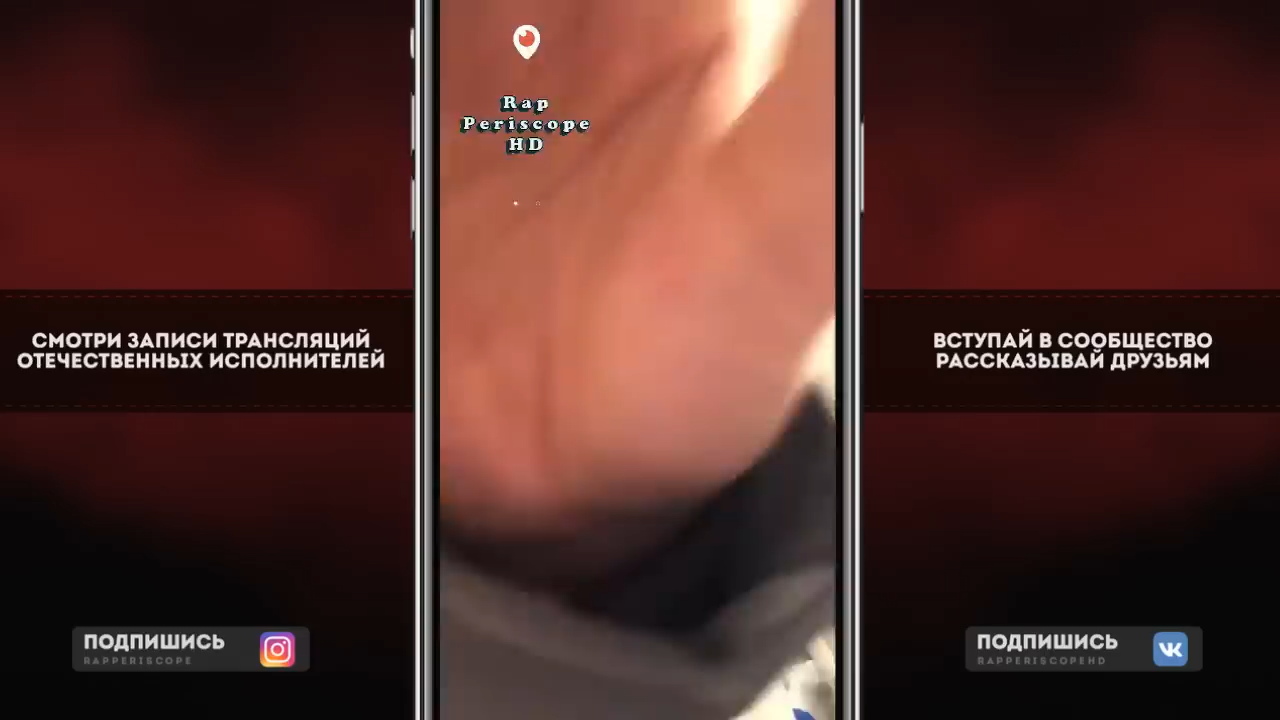 Rap
Periscope
HD
СМОТРИ ЗАПИСИ ТРАНСЛЯЦИЙ
ОТЕЧЕСТВЕННЫХ ИСПОЛНИТЕЛЕЙ
ВСТУПАЙ В СООБЩЕСТВО
РАССКАЗЫВАЙ ДРУЗЬЯМ
ПОДПИШИСЬ
RAPPERISCOPE
ПОДПИШИСЬ
RAPPERISCOPEHD